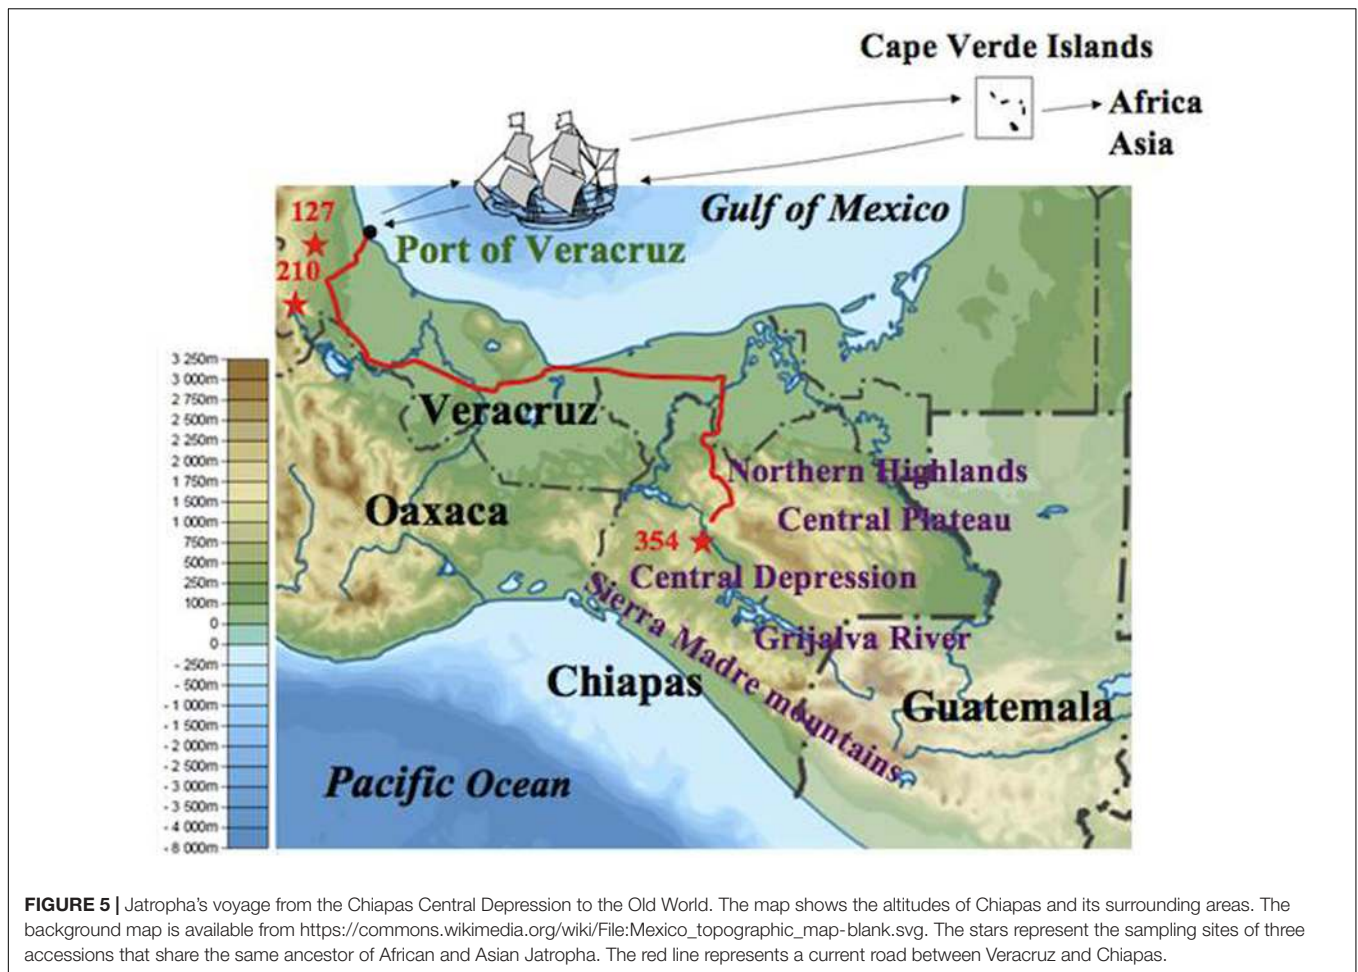 Cape Verde Islands
Africa
Asia
127
Gulf of Mexico
Port of Veracruz
210
3 250m
3 000m
2 750m
2 500m
2 250m
2 000m
1 750m
1 500m
1 000m
750m
500m
250m
100m
0
0
- 250m
- 500m
- 1 000m
- 1 500m
- 2 000m
- 2 500m
- 3 000m
- 3 500m
- 4 000m
- 8 000m
Veracruz
Northern Highlands
Oaxaca
Central Plateau
354
Central Depression
Sierra Madre mountains
Grijalva River
Chiapas
Guatemala
Pacific Ocean
FIGURE 5 | Jatropha's voyage from the Chiapas Central Depression to the Old World. The map shows the altitudes of Chiapas and its surrounding areas. The
background map is available from https://commons.wikimedia.org/wiki/File:Mexico_topographic_map-blank.svg. The stars represent the sampling sites of three
accessions that share the same ancestor of African and Asian Jatropha. The red line represents a current road between Veracruz and Chiapas.